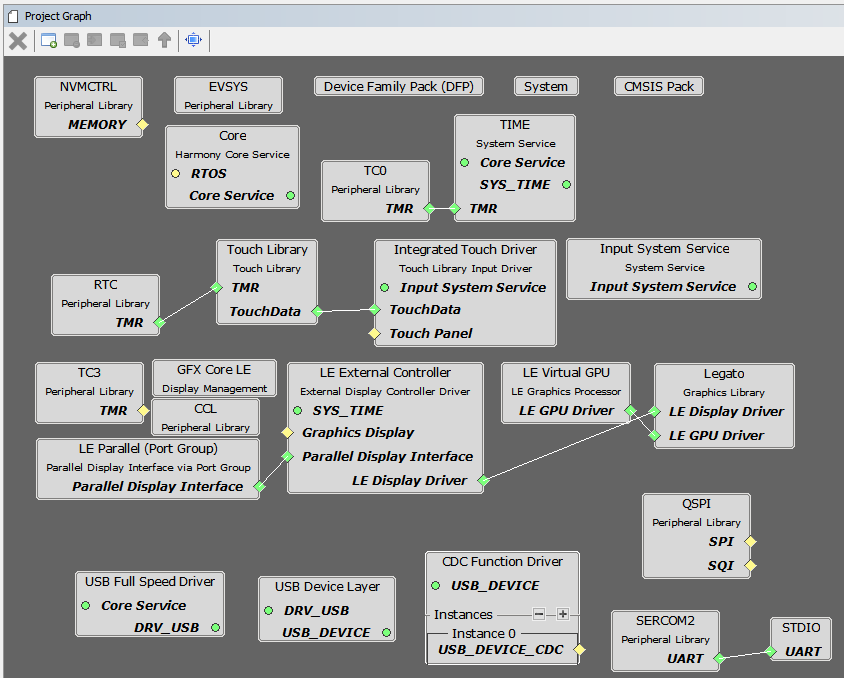 Project Graph
NVMCTRL
Peripheral Library
MEMORY
EVSYS
Peripheral Library
Device Family Pack (DFP)
System
CMSIS Pack
Core
Harmony Core Service
RTOS
Core Service
TC0
Peripheral Library
TMR
TIME
System Service
Core Service
SYS_TIME
TMR
RTC
Peripheral Library
TMR
Touch Library
Touch Library
TMR
TouchData
Integrated Touch Driver
Touch Library Input Driver
Input System Service
TouchData
Touch Panel
Input System Service
System Service
Input System Service
TC3
Peripheral Library
TMR
GFX Core LE
Display Management
CCL
Peripheral Library
LE Parallel (Port Group)
Parallel Display Interface via Port Group
Parallel Display Interface
LE External Controller
External Display Controller Driver
SYS_TIME
Graphics Display
Parallel Display Interface
LE Display Driver
LE Virtual GPU
LE Graphics Processor
LE GPU Driver
Legato
Graphics Library
LE Display Driver
LE GPU Driver
QSPI
Peripheral Library
SPI
SQI
USB Full Speed Driver
Core Service
DRV_USB
USB Device Layer
DRV_USB
USB_DEVICE
CDC Function Driver
USB_DEVICE
Instances
Instance 0
USB_DEVICE_CDC
SERCOM2
Peripheral Library
UART
STDIO
UART